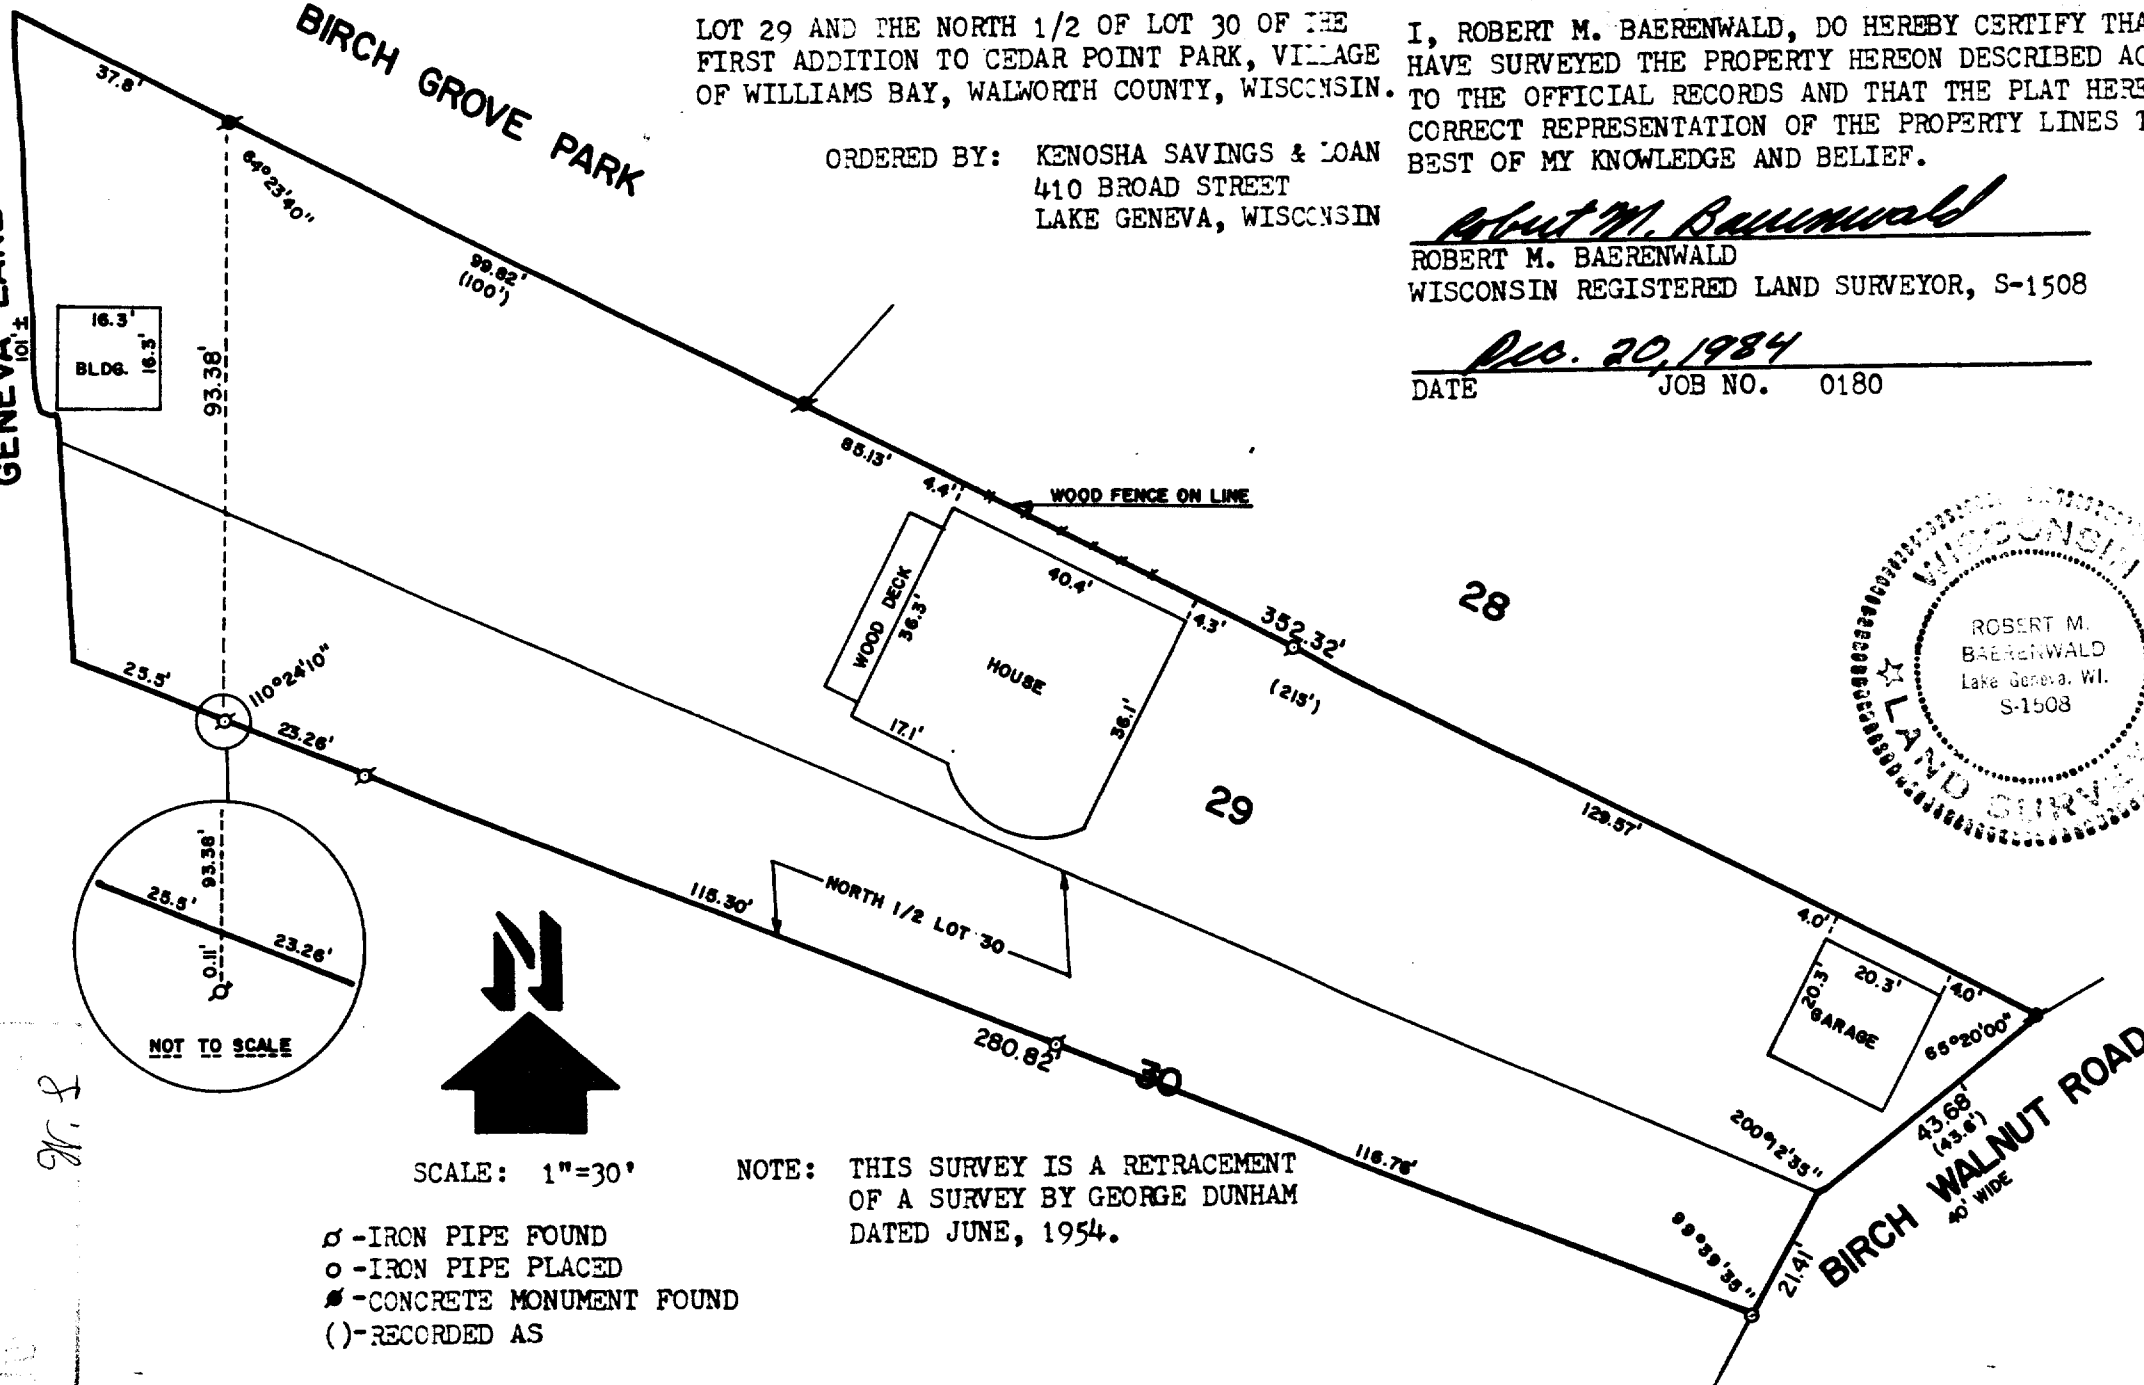 BIRCH GROVE PARK
LOT 29 AND THE NORTH 1/2 OF LOT 30 OF THE
FIRST ADDITION TO CEDAR POINT PARK, VILLAGE
OF WILLIAMS BAY, WALWORTH COUNTY, WISCONSIN.
ORDERED BY: KENOSHA SAVINGS & LOAN
410 BROAD STREET
LAKE GENEVA, WISCONSIN
I, ROBERT M. BAERENWALD, DO HEREBY CERTIFY THA
HAVE SURVEYED THE PROPERTY HEREON DESCRIBED AC
TO THE OFFICIAL RECORDS AND THAT THE PLAT HERE
CORRECT REPRESENTATION OF THE PROPERTY LINES T
BEST OF MY KNOWLEDGE AND BELIEF.
Robert M. Baerenwald
ROBERT M. BAERENWALD
WISCONSIN REGISTERED LAND SURVEYOR, S-1508
Dec. 20, 1984
DATE JOB NO. 0180
37.8'
64°23'40"
99.82'
(100')
GENEVA
101'±
16.3'
16.3'
BLDG.
93.38'
85.13'
4.4'
WOOD FENCE ON LINE
WOOD DECK
36.3'
40.4'
HOUSE
17.1'
36.1'
4.3'
352.32'
(215')
28
29
129.57'
25.5'
110°24'10"
23.26'
93.38'
25.5'
23.26'
0.11'
NOT TO SCALE
115.30'
NORTH 1/2 LOT 30
280.82'
30
116.76'
4.0'
20.3'
20.3'
GARAGE
4.0'
65°20'00"
43.68'
(43.6')
200°12'35"
99°39'35"
21.41'
BIRCH WALNUT ROAD
40' WIDE
WISCONSIN
LAND SURVEY
ROBERT M.
BAERENWALD
Lake Geneva, WI.
S-1508
N
SCALE: 1"=30'
-IRON PIPE FOUND
-IRON PIPE PLACED
-CONCRETE MONUMENT FOUND
()-RECORDED AS
NOTE: THIS SURVEY IS A RETRACEMENT
OF A SURVEY BY GEORGE DUNHAM
DATED JUNE, 1954.